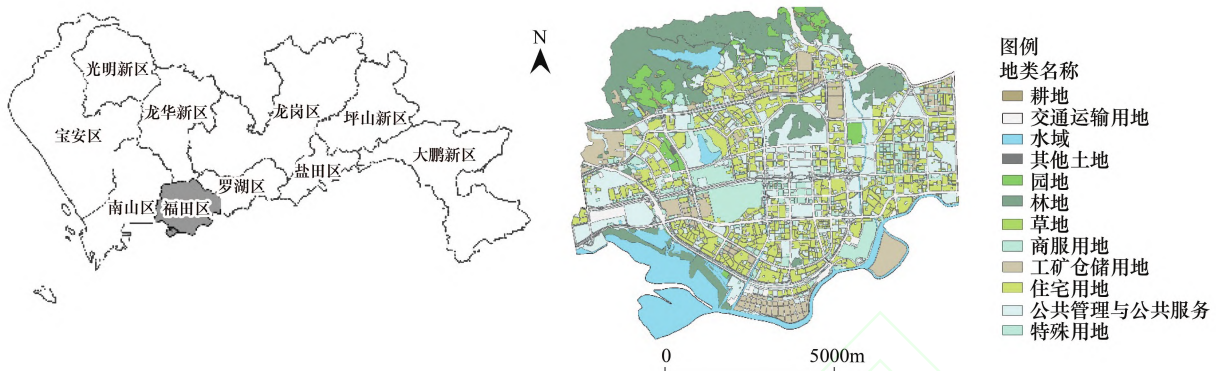 光明新区
龙华新区
龙岗区
坪山新区
宝安区
大鹏新区
盐田区
罗湖区
南山区
福田区
N
0 5000m
图例
地类名称
耕地
交通运输用地
水域
其他土地
园地
林地
草地
商服用地
工矿仓储用地
住宅用地
公共管理与公共服务
特殊用地